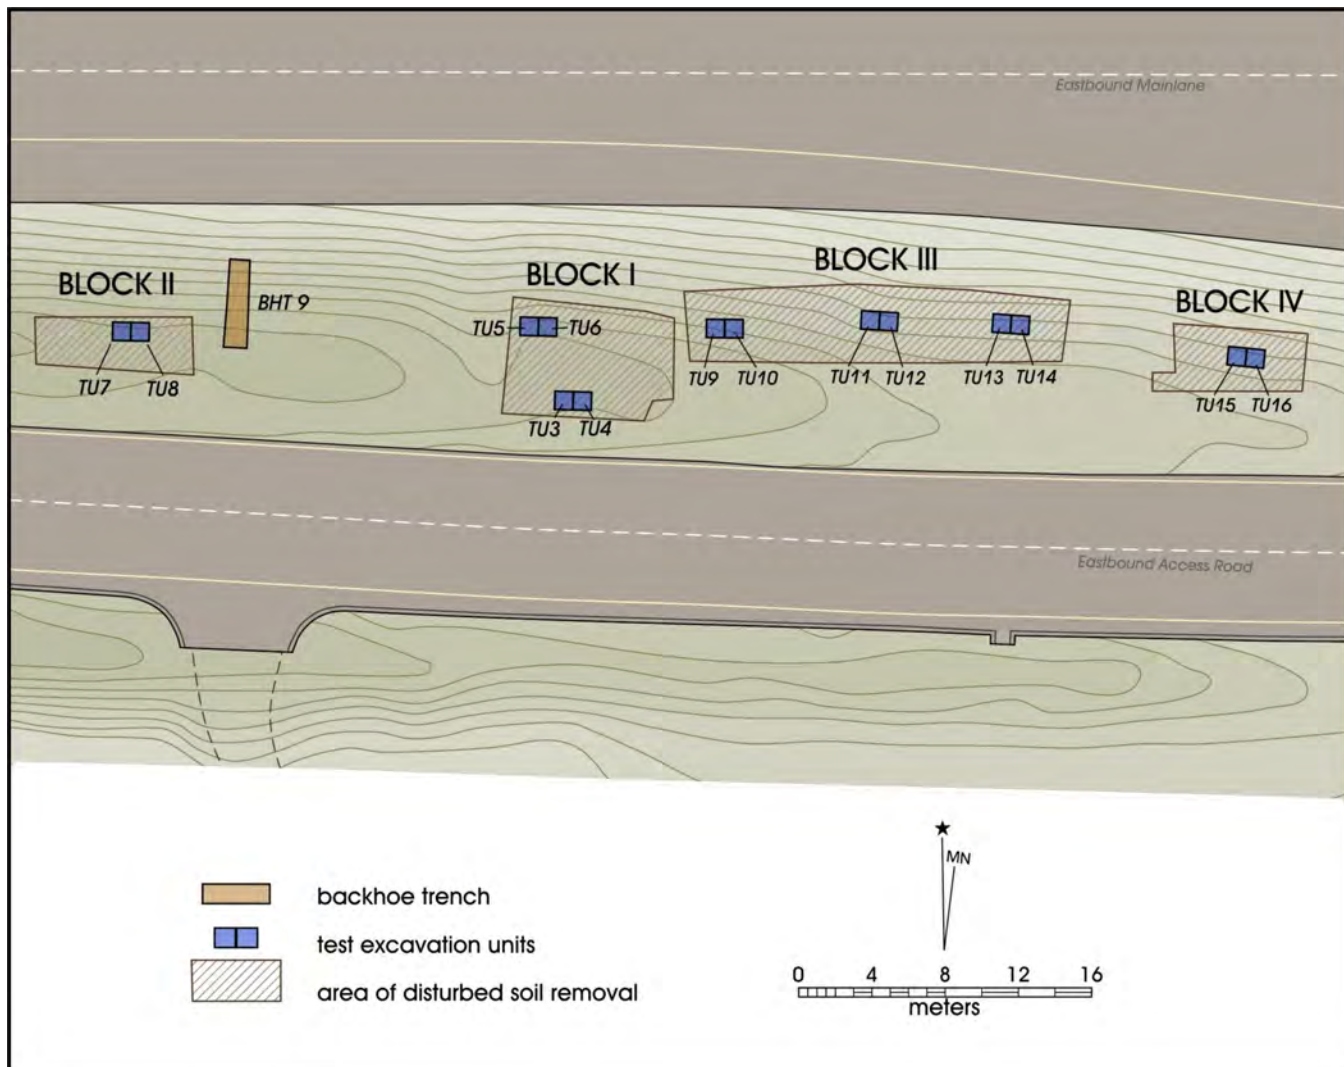 Eastbound Mainlane
BLOCK II
BHT 9
BLOCK I
BLOCK III
BLOCK IV
TU5
TU6
TU7
TU8
TU3
TU4
TU9
TU10
TU11
TU12
TU13
TU14
TU15
TU16
Eastbound Access Road
MN
backhoe trench
test excavation units
area of disturbed soil removal
0 4 8 12 16
meters